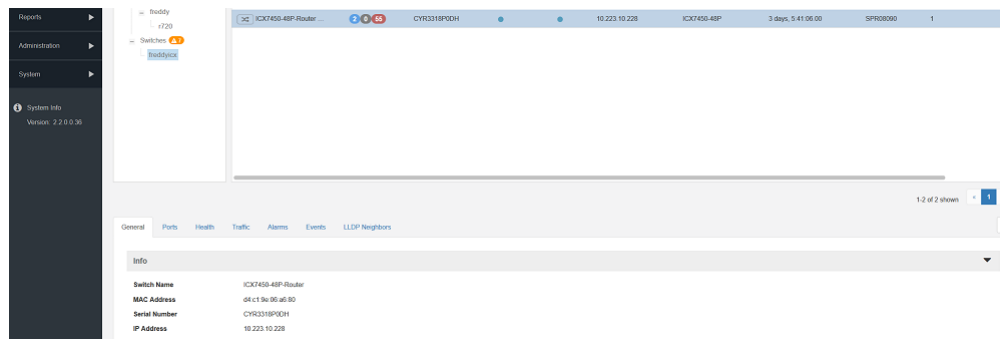 Reports
Administration
System
System Info
Version: 2.2.0.0.36
freddy
r720
Switches
freddyicx
ICX7450-48P-Router ... 2 0 55 CYR3318P0DH 10.223.10.228 ICX7450-48P 3 days, 5:41:06.00 SPR08090 1
1-2 of 2 shown « 1
General Ports Health Traffic Alarms Events LLDP Neighbors
Info
Switch Name ICX7450-48P-Router
MAC Address d4:c1:9e:86:a6:80
Serial Number CYR3318P0DH
IP Address 10.223.10.228